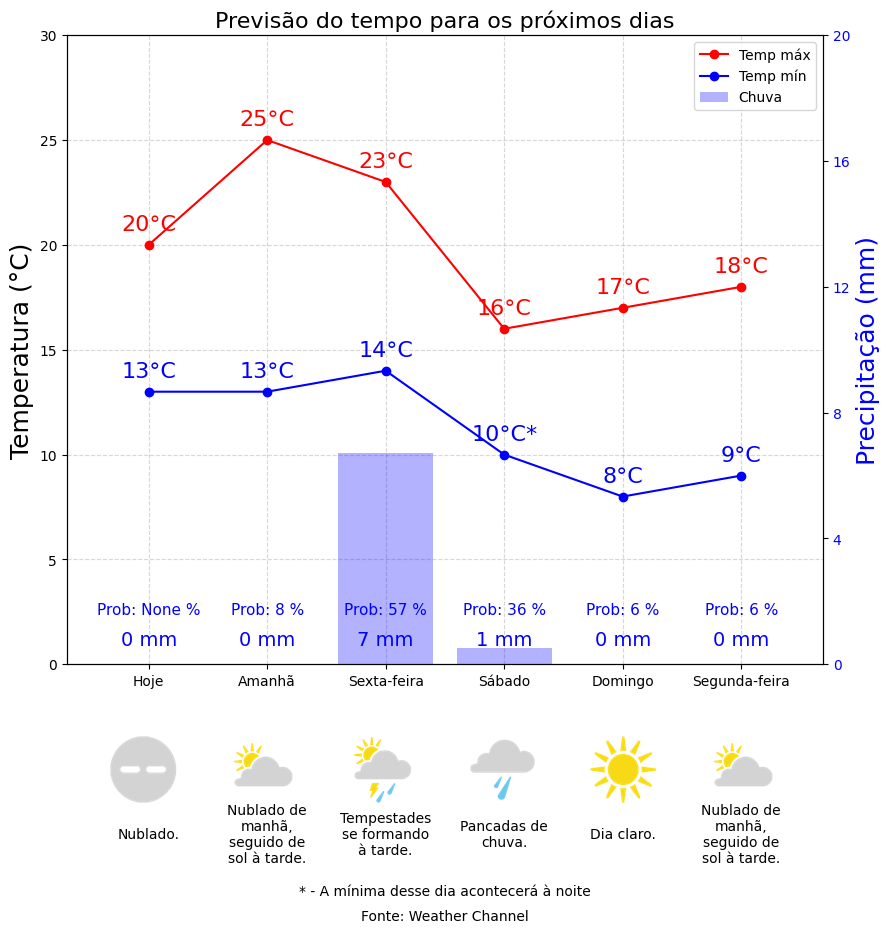 Previsão do tempo para os próximos dias
Temp máx
Temp mín
Chuva
Temperatura (°C)
30
25
20
15
10
5
0
Precipitação (mm)
20
16
12
8
4
0
20°C
25°C
23°C
16°C
17°C
18°C
13°C
13°C
14°C
10°C*
8°C
9°C
Prob: None %
Prob: 8 %
Prob: 57 %
Prob: 36 %
Prob: 6 %
Prob: 6 %
0 mm
0 mm
7 mm
1 mm
0 mm
0 mm
Hoje
Amanhã
Sexta-feira
Sábado
Domingo
Segunda-feira
Nublado.
Nublado de
manhã,
seguido de
sol à tarde.
Tempestades
se formando
à tarde.
Pancadas de
chuva.
Dia claro.
Nublado de
manhã,
seguido de
sol à tarde.
* - A mínima desse dia acontecerá à noite
Fonte: Weather Channel